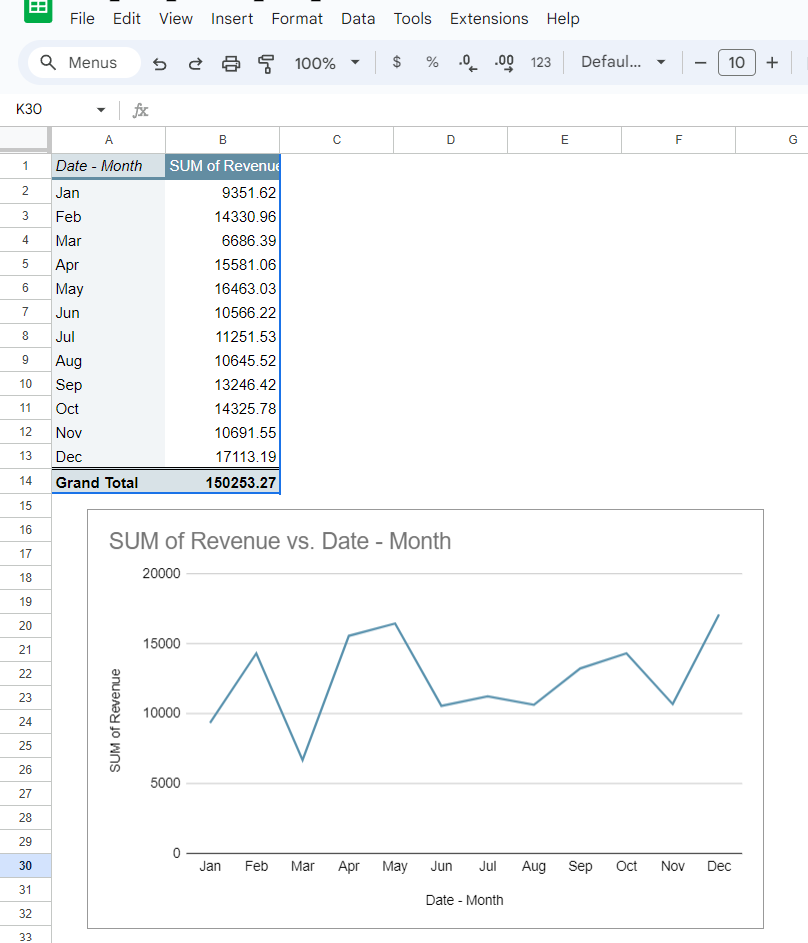 File Edit View Insert Format Data Tools Extensions Help
Menus 100% $ % .0 .00 123 Defaul... − 10 +
K30 fx
A B C D E F G
1 Date - Month SUM of Revenue
2 Jan 9351.62
3 Feb 14330.96
4 Mar 6686.39
5 Apr 15581.06
6 May 16463.03
7 Jun 10566.22
8 Jul 11251.53
9 Aug 10645.52
10 Sep 13246.42
11 Oct 14325.78
12 Nov 10691.55
13 Dec 17113.19
14 Grand Total 150253.27
15
16
17
18
19
20
21
22
23
24
25
26
27
28
29
30
31
32
33
SUM of Revenue vs. Date - Month
SUM of Revenue
20000
15000
10000
5000
0
Jan Feb Mar Apr May Jun Jul Aug Sep Oct Nov Dec
Date - Month